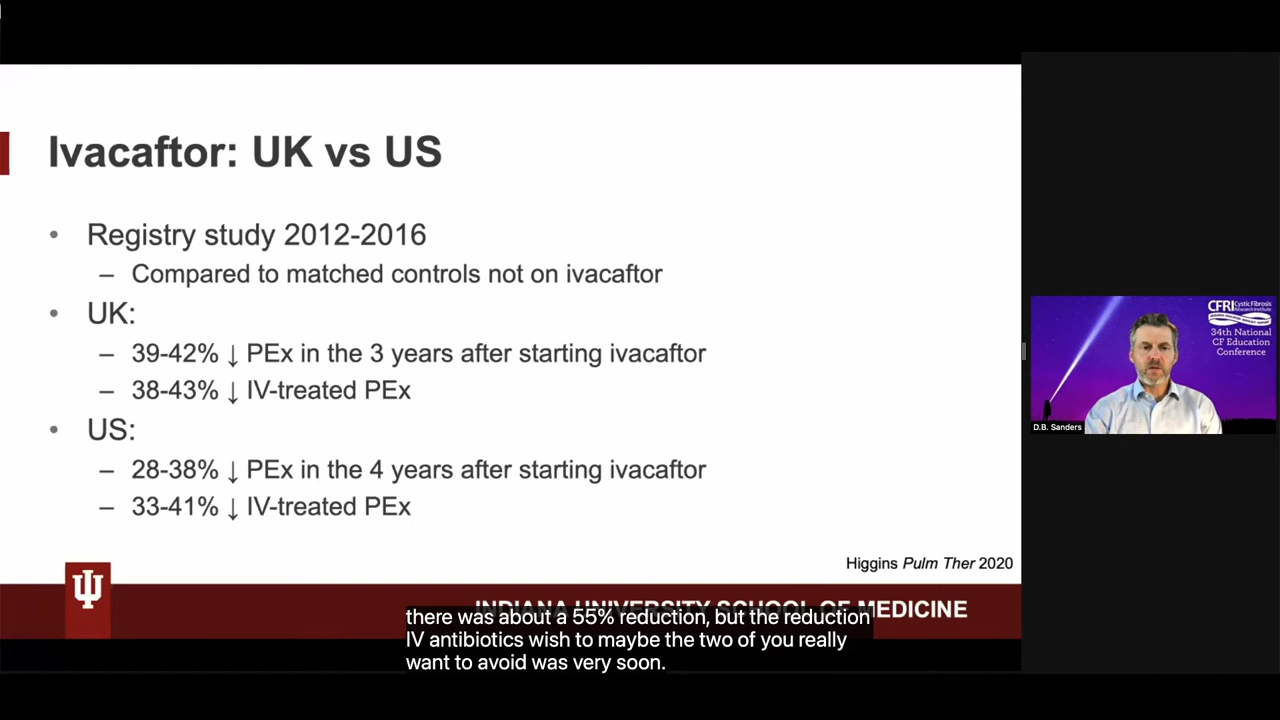 Ivacaftor: UK vs US
• Registry study 2012-2016
– Compared to matched controls not on ivacaftor
• UK:
– 39-42% ↓ PEx in the 3 years after starting ivacaftor
– 38-43% ↓ IV-treated PEx
• US:
– 28-38% ↓ PEx in the 4 years after starting ivacaftor
– 33-41% ↓ IV-treated PEx
Higgins Pulm Ther 2020
INDIANA UNIVERSITY SCHOOL OF MEDICINE
there was about a 55% reduction, but the reduction
IV antibiotics wish to maybe the two of you really
want to avoid was very soon.
CFRI Cystic Fibrosis
Research Institute
34th National
CF Education
Conference
D.B. Sanders